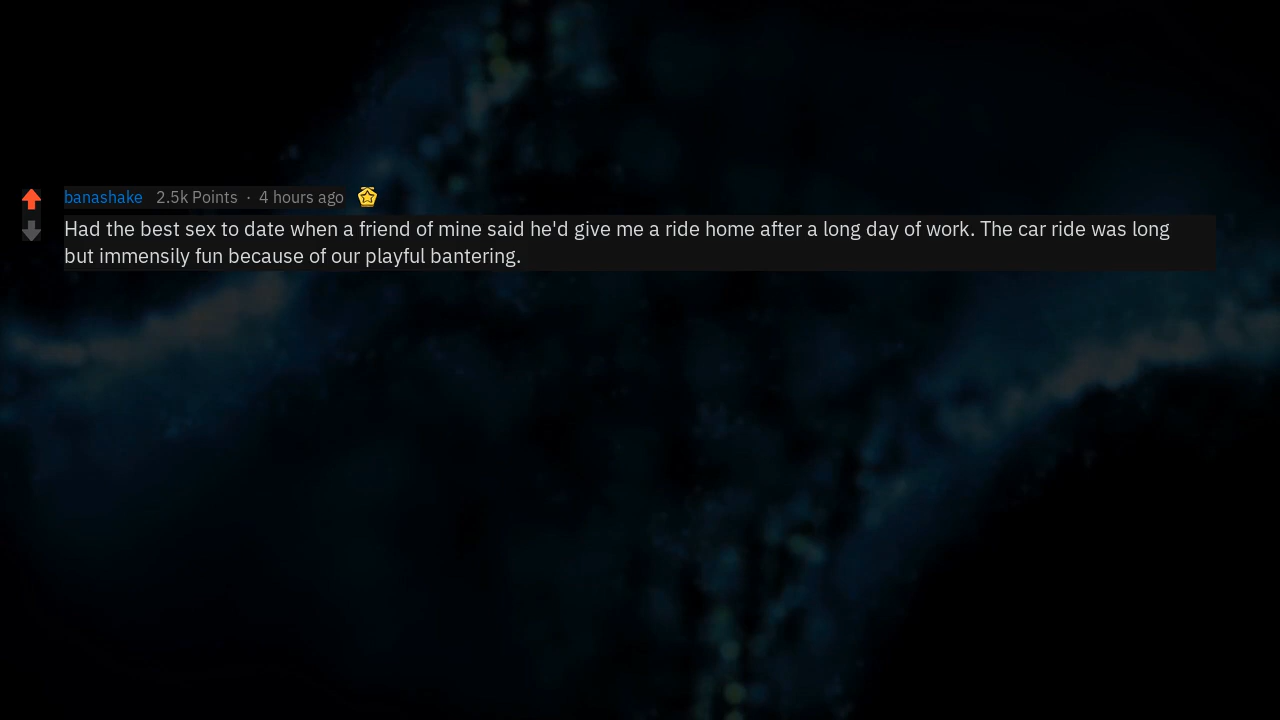 banashake 2.5k Points · 4 hours ago
Had the best sex to date when a friend of mine said he'd give me a ride home after a long day of work. The car ride was long
but immensily fun because of our playful bantering.